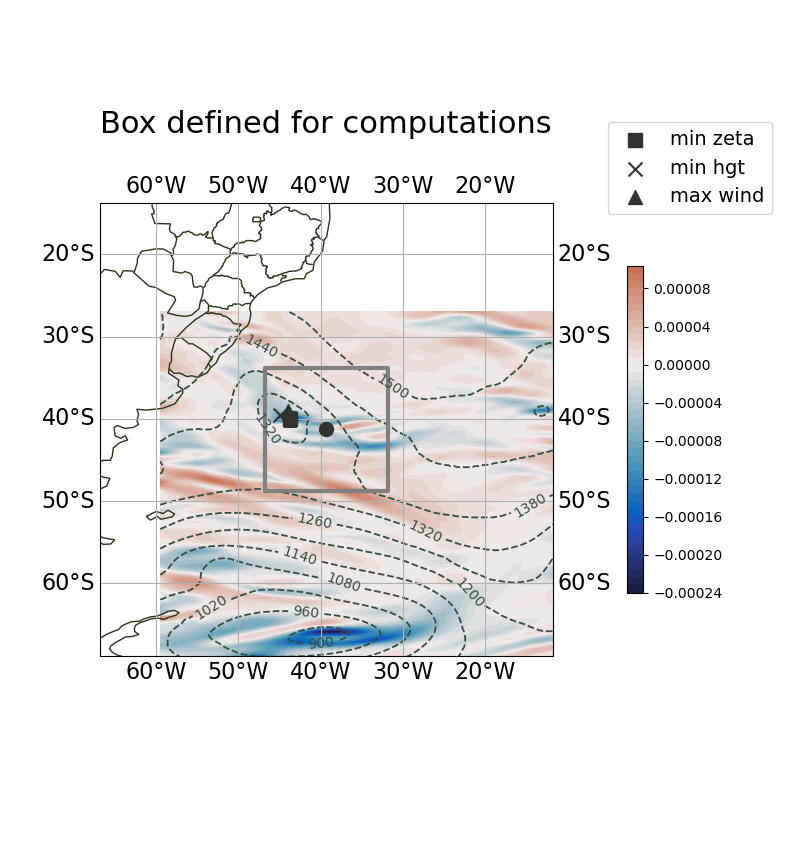 Box defined for computations
min zeta
min hgt
max wind
60°W 50°W 40°W 30°W 20°W
20°S 20°S
30°S 30°S
40°S 40°S
50°S 50°S
60°S 60°S
60°W 50°W 40°W 30°W 20°W
1440
1500
1380
1260
1320
1140
1080
1200
1020
960
900
0.00008
0.00004
0.00000
−0.00004
−0.00008
−0.00012
−0.00016
−0.00020
−0.00024